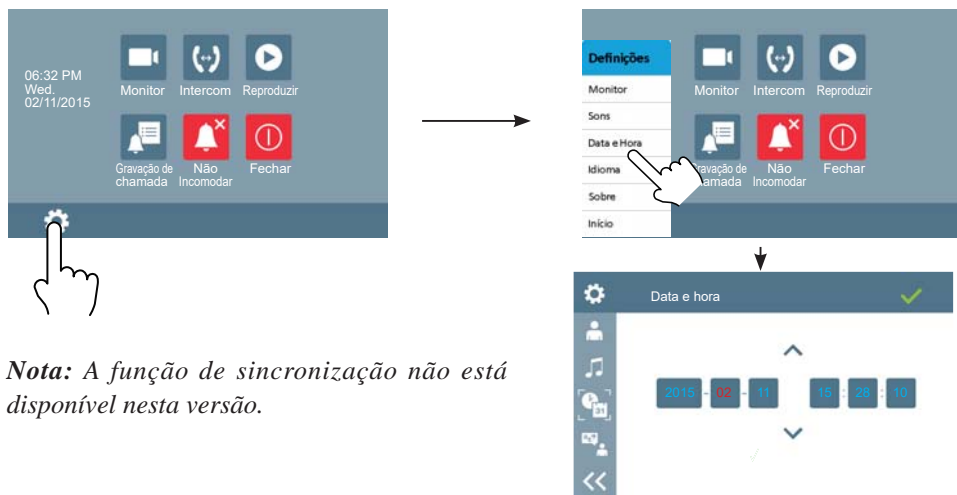 06:32 PM
Wed.
02/11/2015
Monitor Intercom Reproduzir
Gravação de chamada
Não Incomodar
Fechar
Definições
Monitor
Sons
Data e Hora
Idioma
Sobre
Início
Monitor Intercom Reproduzir
Não Incomodar
Fechar
Data e hora
2015 - 02 - 11 15 : 28 : 10
31
Nota: A função de sincronização não está
disponível nesta versão.